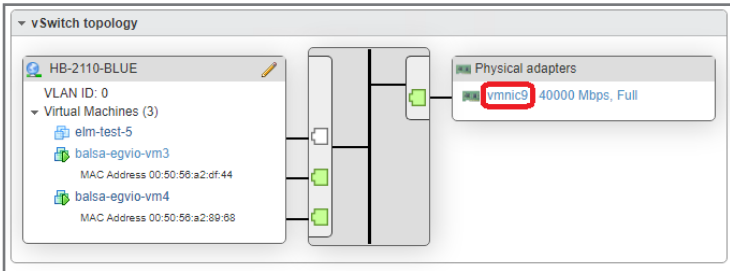 vSwitch topology
HB-2110-BLUE
VLAN ID: 0
Virtual Machines (3)
elm-test-5
balsa-egvio-vm3
MAC Address 00:50:56:a2:df:44
balsa-egvio-vm4
MAC Address 00:50:56:a2:89:68
Physical adapters
vmnic9 40000 Mbps, Full